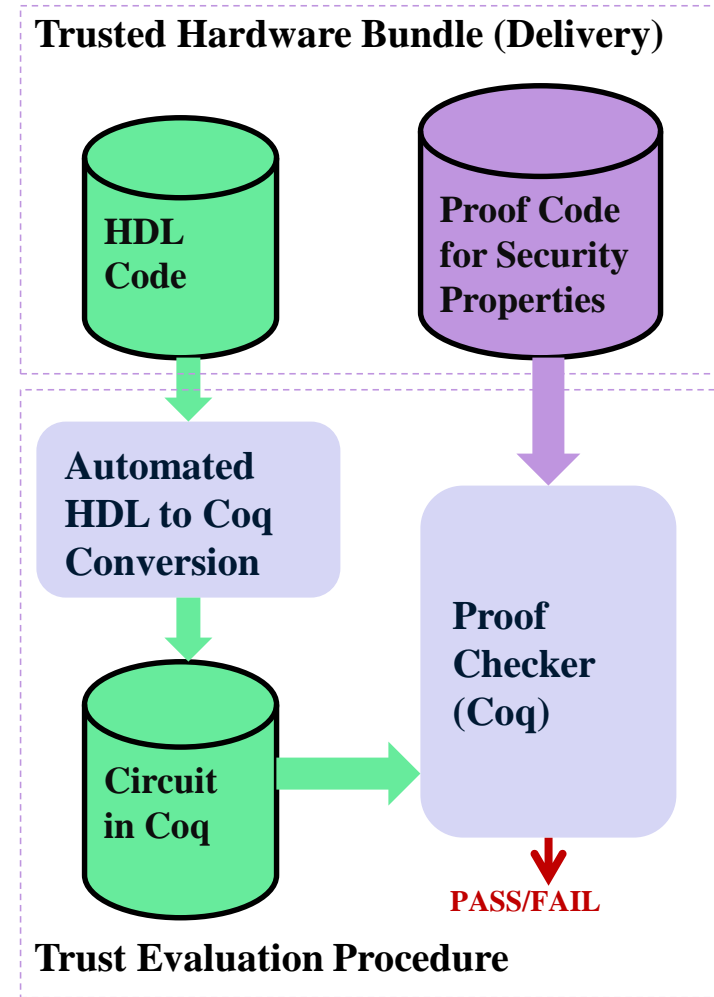 Trusted Hardware Bundle (Delivery)
HDL
Code
Proof Code
for Security
Properties
Automated
HDL to Coq
Conversion
Proof
Checker
(Coq)
Circuit
in Coq
PASS/FAIL
Trust Evaluation Procedure